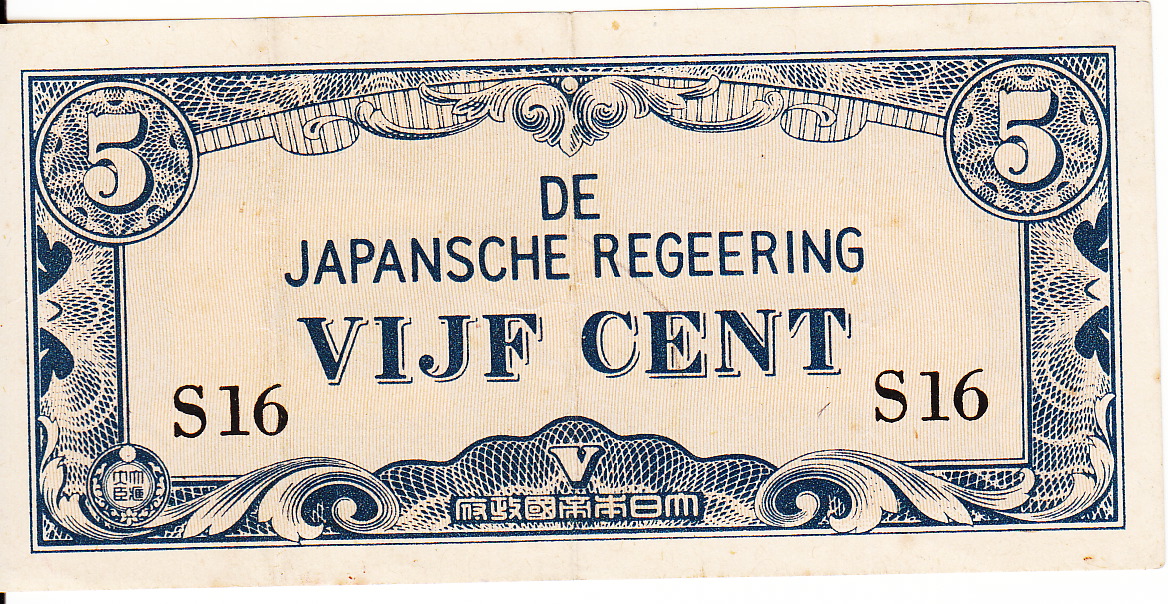 5
5
DE
JAPANSCHE REGEERING
VIJF CENT
S16
S16
V
大日本帝國政府